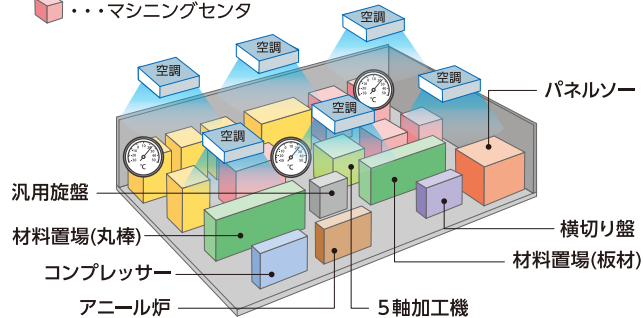 ・・・マシニングセンタ
空調
空調
空調
空調
空調
空調
℃
℃
℃
パネルソー
汎用旋盤
材料置場(丸棒)
コンプレッサー
アニール炉
5軸加工機
材料置場(板材)
横切り盤